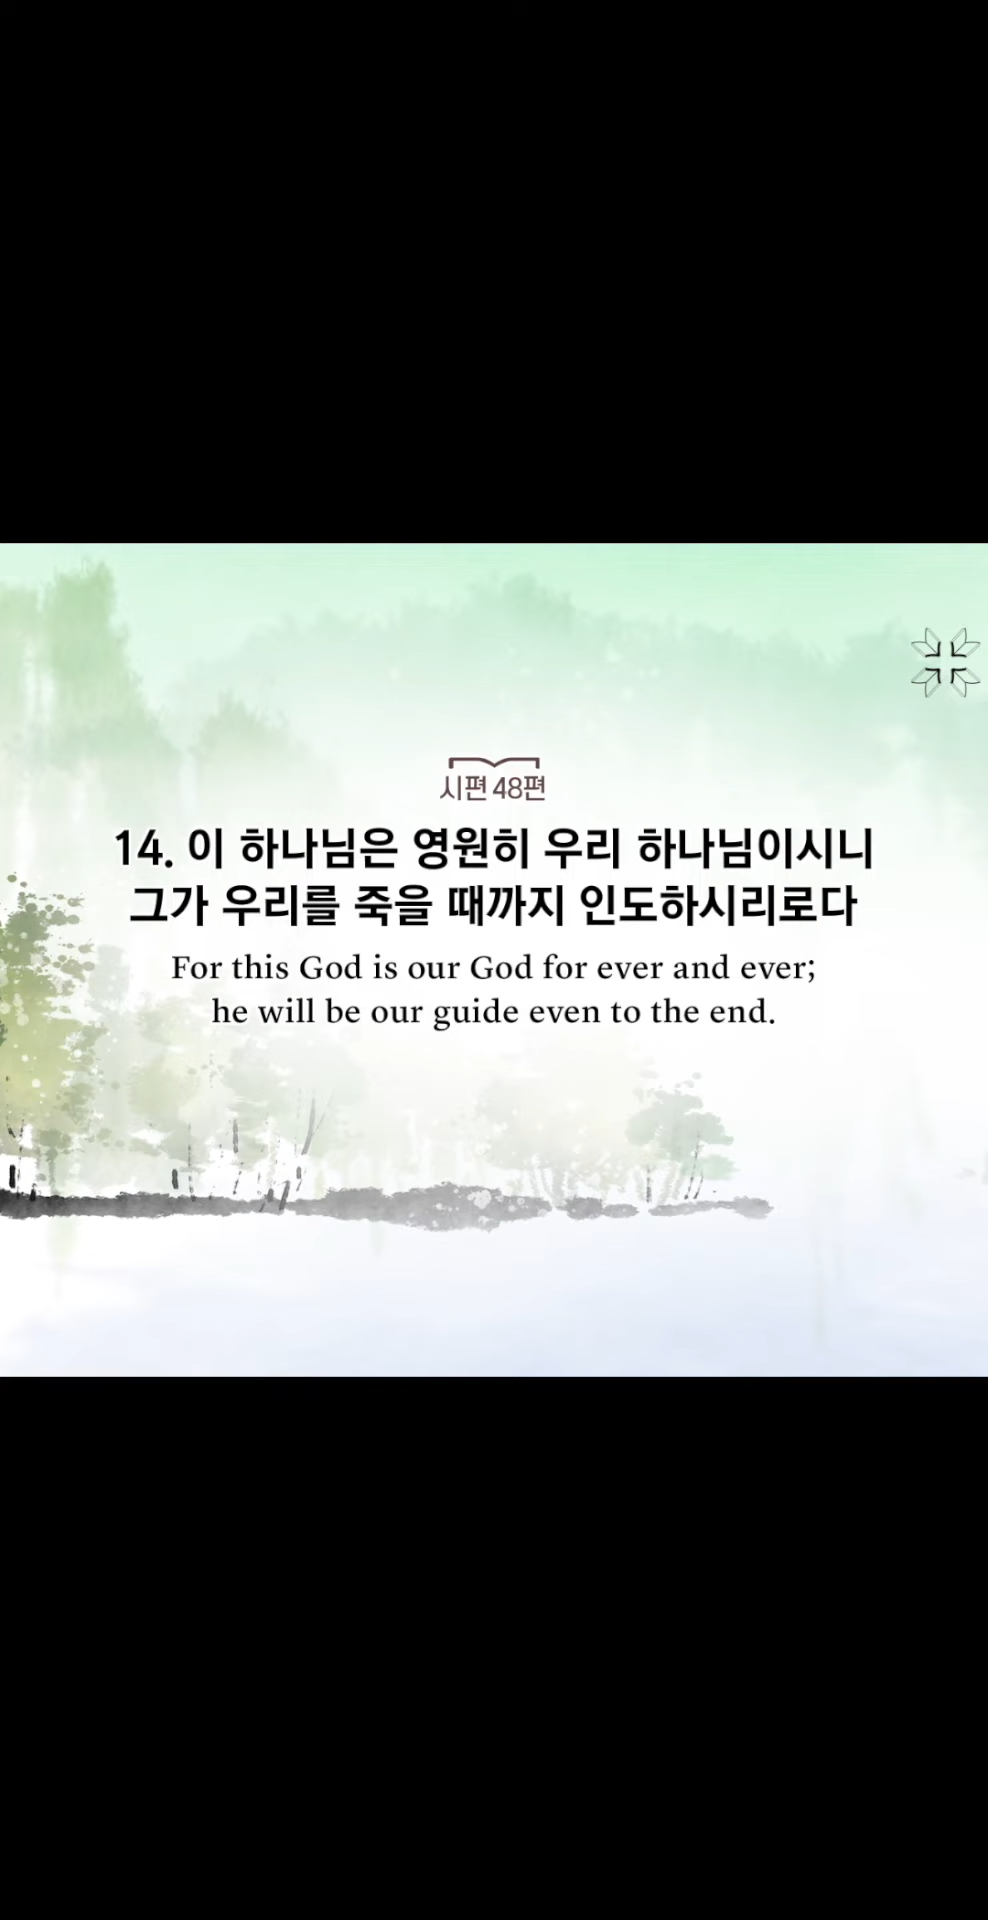 시편 48편
14. 이 하나님은 영원히 우리 하나님이시니
그가 우리를 죽을 때까지 인도하시리로다
For this God is our God for ever and ever;
he will be our guide even to the end.